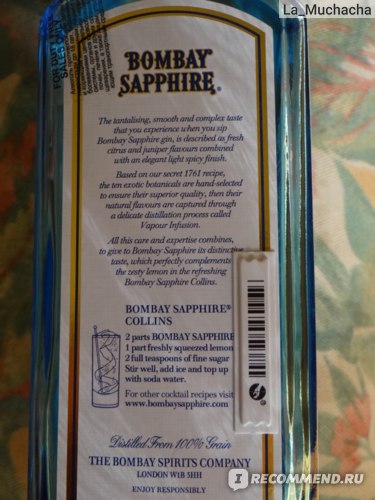 La_Muchacha
FOR DUTY FREE
SALES ONLY
BOMBAY
SAPPHIRE®
The tantalising, smooth and complex taste
that you experience when you sip
Bombay Sapphire gin, is described as fresh
citrus and juniper flavours combined
with an elegant light spicy finish.
Based on our secret 1761 recipe,
the ten exotic botanicals are hand-selected
to ensure their superior quality, then their
natural flavours are captured through
a delicate distillation process called
Vapour Infusion.
All this care and expertise combines,
to give to Bombay Sapphire its distinctive
taste, which perfectly complements
the zesty lemon in the refreshing
Bombay Sapphire Collins.
BOMBAY SAPPHIRE®
COLLINS
2 parts BOMBAY SAPPHIRE
1 part freshly squeezed lemon
2 full teaspoons of fine sugar
Stir well, add ice and top up
with soda water.
For other cocktail recipes visit
www.bombaysapphire.com
Distilled From 100% Grain
THE BOMBAY SPIRITS COMPANY
LONDON W1B 5HH
ENJOY RESPONSIBLY
IRECOMMEND.RU